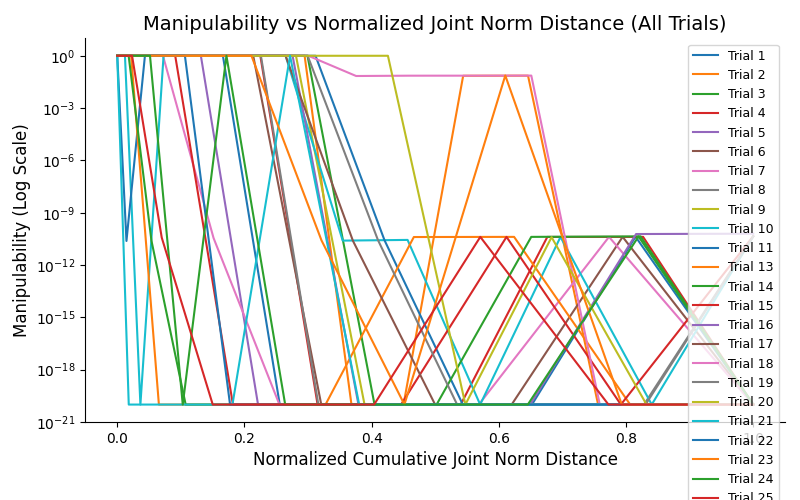 Manipulability vs Normalized Joint Norm Distance (All Trials)
Manipulability (Log Scale)
10⁰
10⁻³
10⁻⁶
10⁻⁹
10⁻¹²
10⁻¹⁵
10⁻¹⁸
10⁻²¹
0.0 0.2 0.4 0.6 0.8
Normalized Cumulative Joint Norm Distance
Trial 1
Trial 2
Trial 3
Trial 4
Trial 5
Trial 6
Trial 7
Trial 8
Trial 9
Trial 10
Trial 11
Trial 13
Trial 14
Trial 15
Trial 16
Trial 17
Trial 18
Trial 19
Trial 20
Trial 21
Trial 22
Trial 23
Trial 24
Trial 25